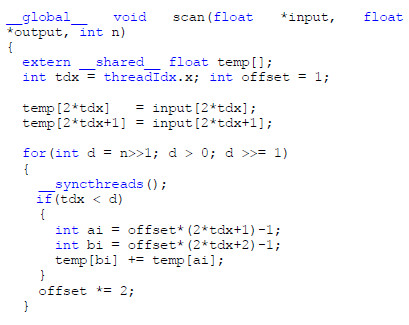 __global__ void scan(float *input, float
*output, int n)
{
extern __shared__ float temp[];
int tdx = threadIdx.x; int offset = 1;
temp[2*tdx] = input[2*tdx];
temp[2*tdx+1] = input[2*tdx+1];
for(int d = n>>1; d > 0; d >>= 1)
{
__syncthreads();
if(tdx < d)
{
int ai = offset*(2*tdx+1)-1;
int bi = offset*(2*tdx+2)-1;
temp[bi] += temp[ai];
}
offset *= 2;
}